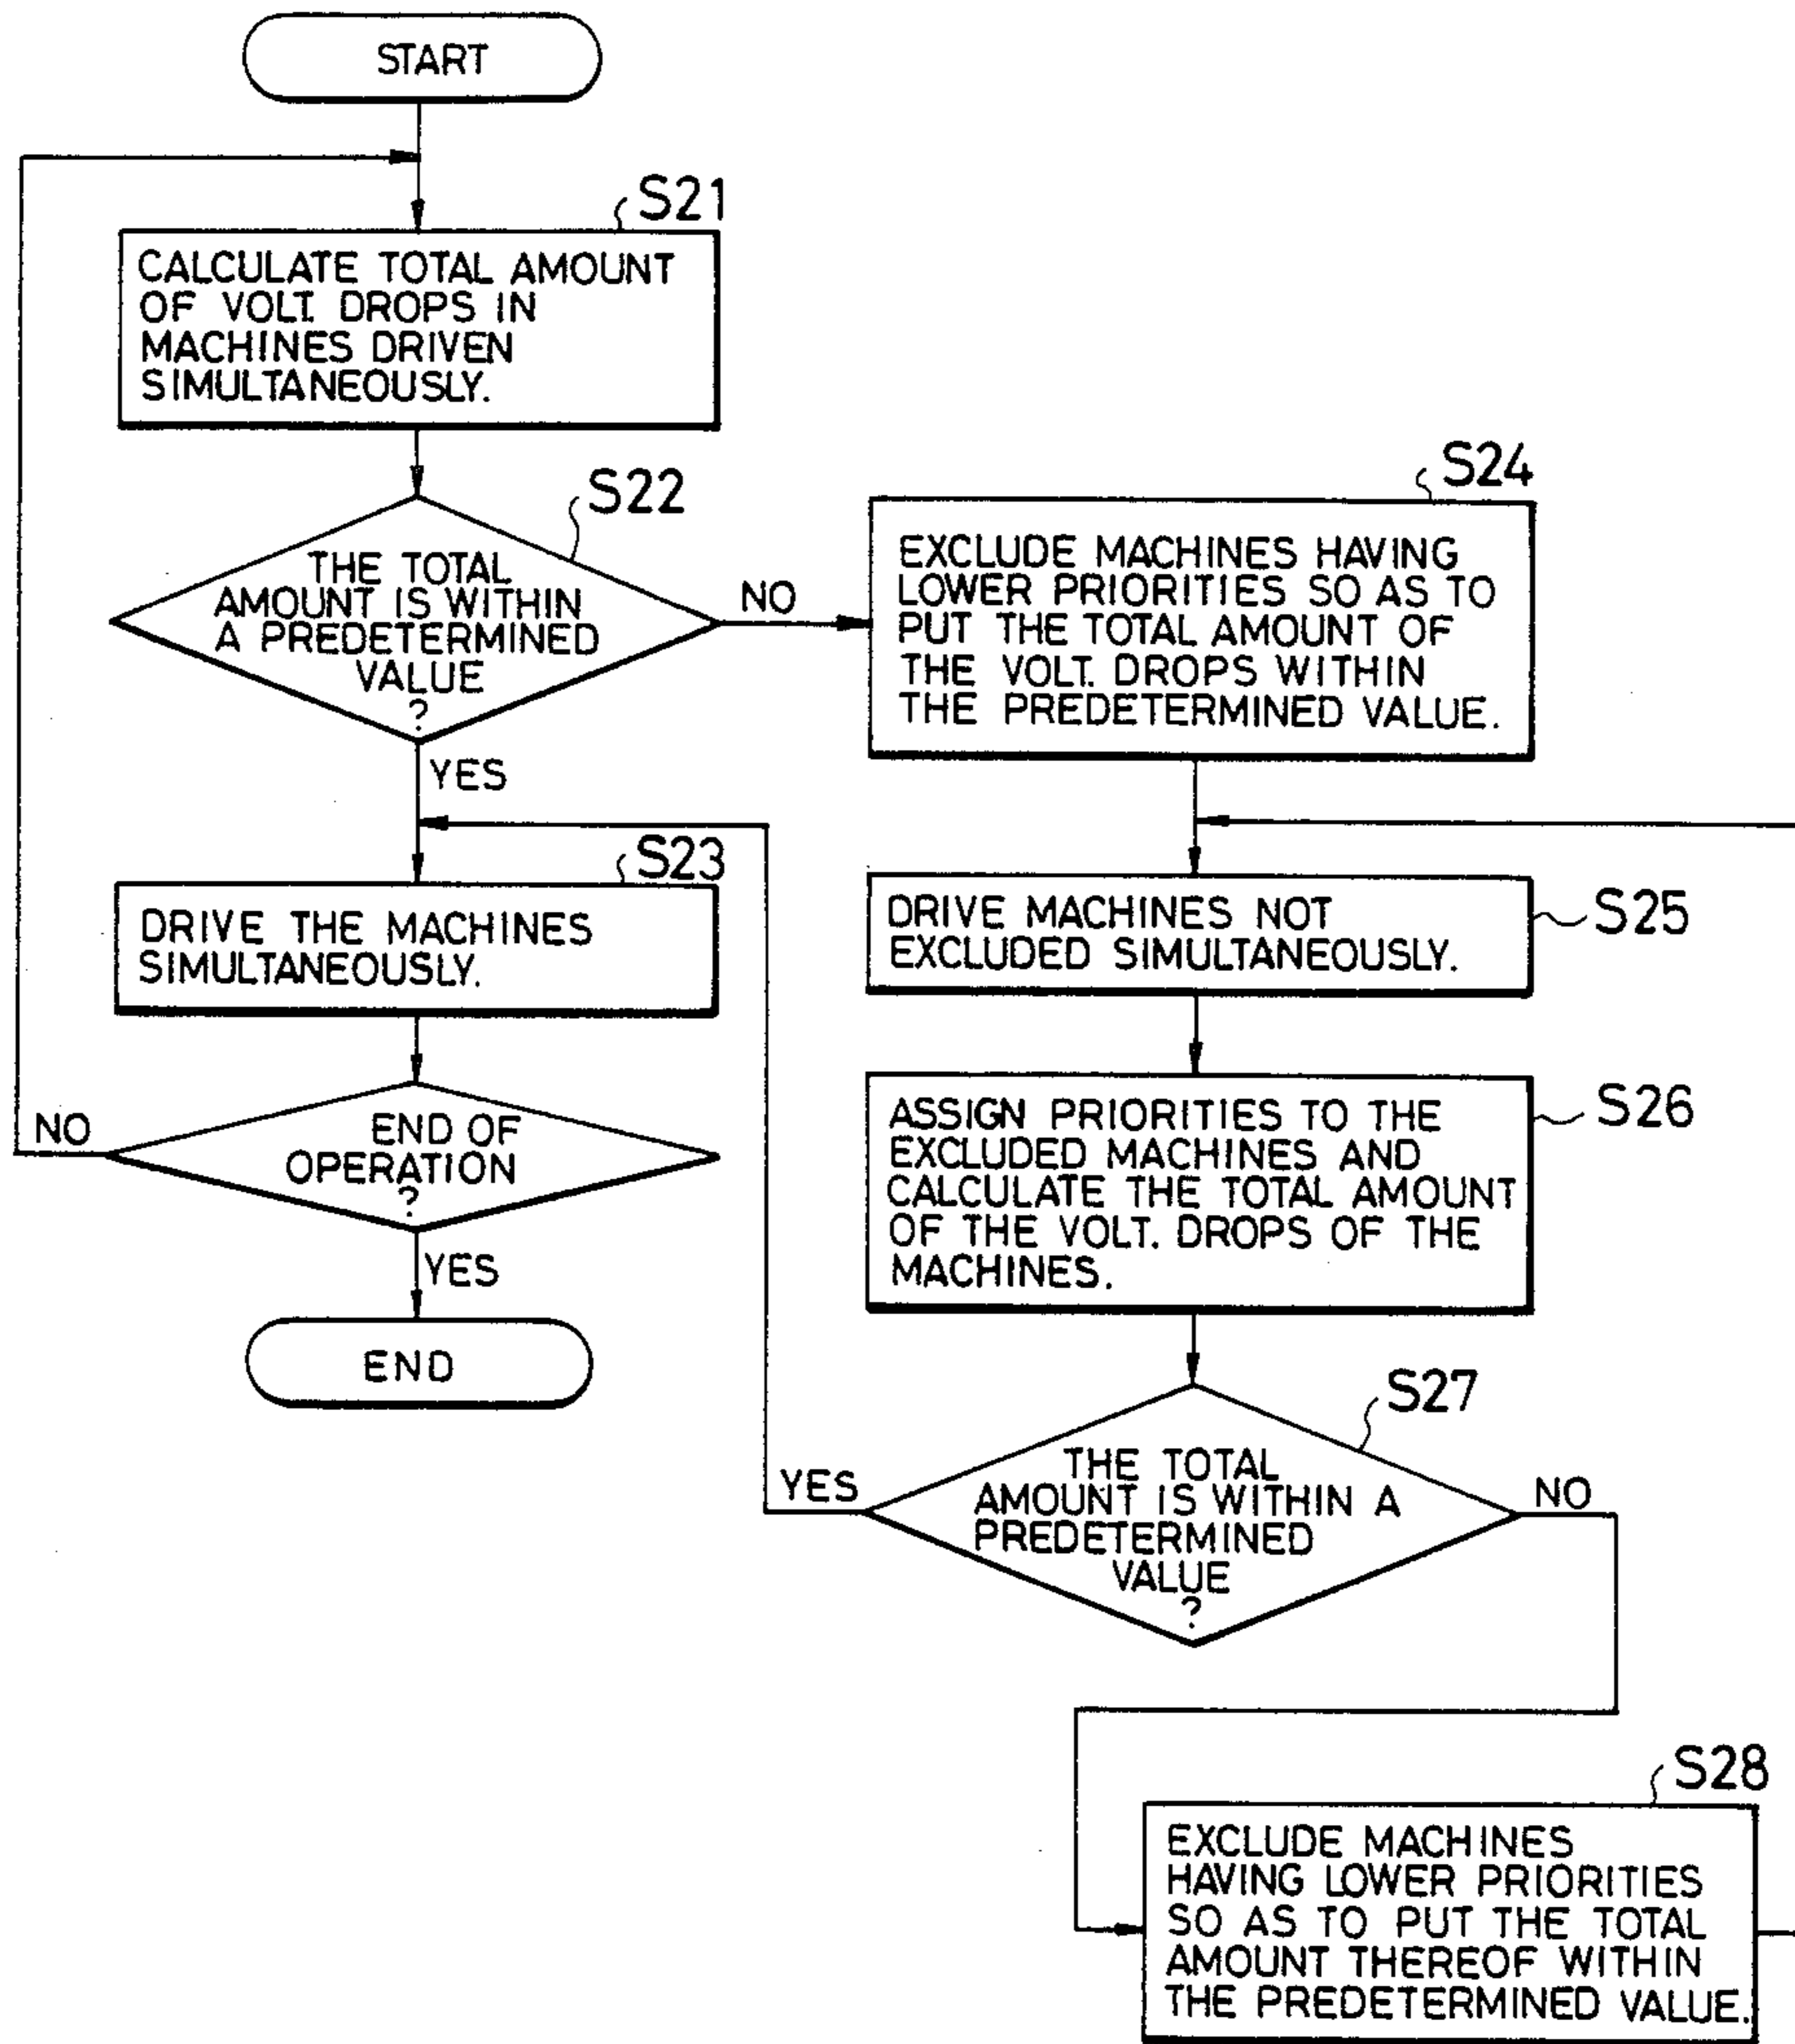 START
S21
CALCULATE TOTAL AMOUNT
OF VOLT. DROPS IN
MACHINES DRIVEN
SIMULTANEOUSLY.
S22
THE TOTAL
AMOUNT IS WITHIN
A PREDETERMINED
VALUE
?
NO
YES
S23
DRIVE THE MACHINES
SIMULTANEOUSLY.
NO
END OF
OPERATION
?
YES
END
S24
EXCLUDE MACHINES HAVING
LOWER PRIORITIES SO AS TO
PUT THE TOTAL AMOUNT OF
THE VOLT. DROPS WITHIN
THE PREDETERMINED VALUE.
S25
DRIVE MACHINES NOT
EXCLUDED SIMULTANEOUSLY.
S26
ASSIGN PRIORITIES TO THE
EXCLUDED MACHINES AND
CALCULATE THE TOTAL AMOUNT
OF THE VOLT. DROPS OF THE
MACHINES.
S27
YES
THE TOTAL
AMOUNT IS WITHIN A
PREDETERMINED
VALUE
?
NO
S28
EXCLUDE MACHINES
HAVING LOWER PRIORITIES
SO AS TO PUT THE TOTAL
AMOUNT THEREOF WITHIN
THE PREDETERMINED VALUE.